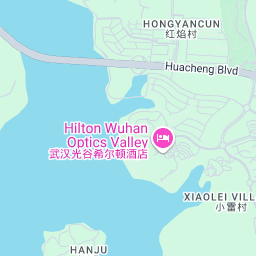 HONGYANCUN
红焰村
Huacheng Blvd
Hilton Wuhan
Optics Valley
武汉光谷希尔顿酒店
XIAOLEI VILL
小雷村
HANJU